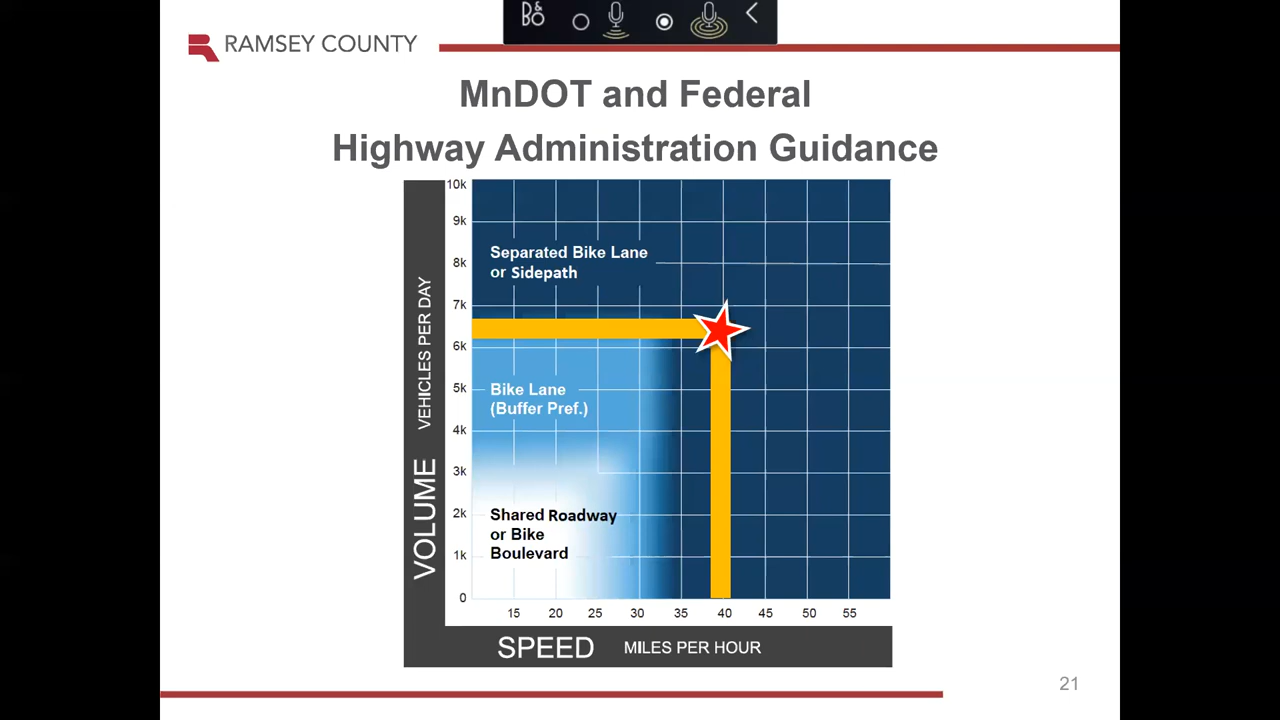 B&O
RAMSEY COUNTY
MnDOT and Federal
Highway Administration Guidance
10k
9k
8k
7k
6k
5k
4k
3k
2k
1k
0
VOLUME VEHICLES PER DAY
Separated Bike Lane
or Sidepath
Bike Lane
(Buffer Pref.)
Shared Roadway
or Bike
Boulevard
15 20 25 30 35 40 45 50 55
SPEED MILES PER HOUR
21